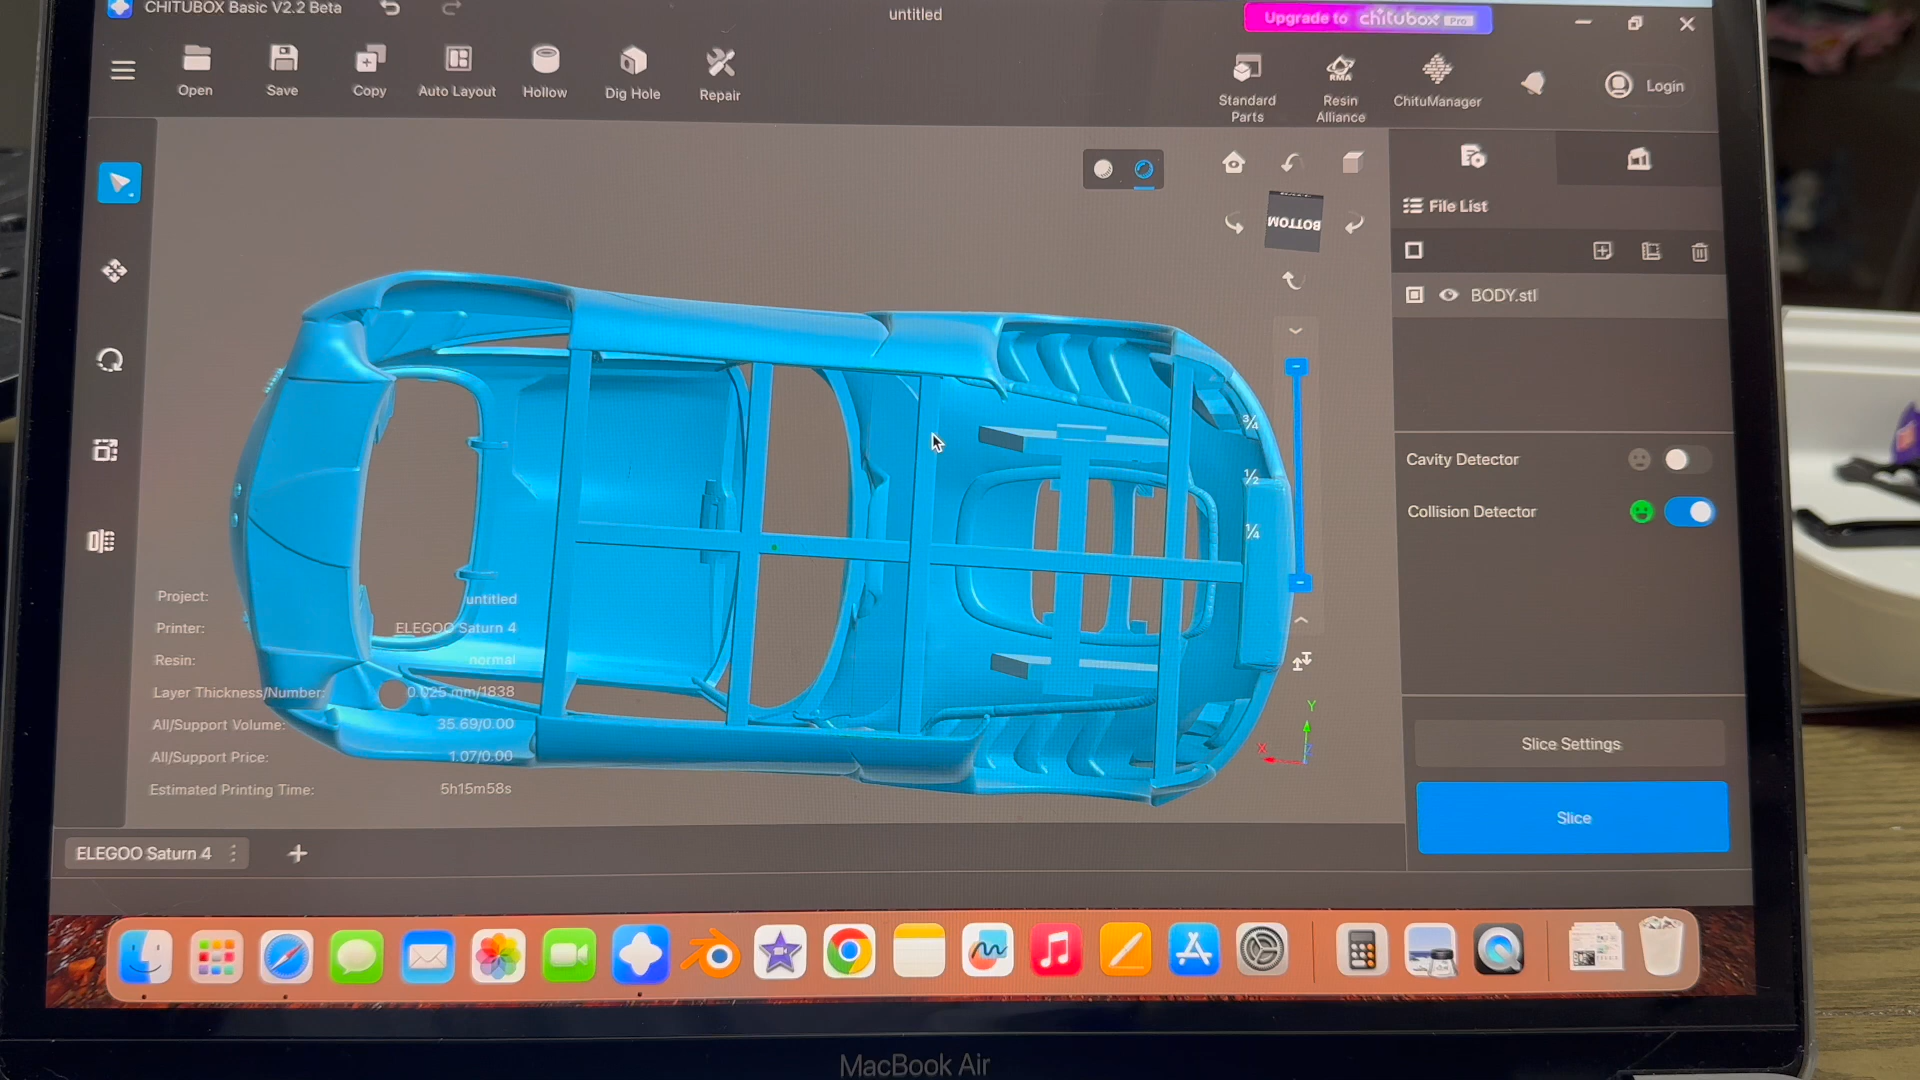 CHITUBOX Basic V2.2 Beta
untitled
Upgrade to chitubox Pro
Open
Save
Copy
Auto Layout
Hollow
Dig Hole
Repair
Standard
Parts
RMA
Resin
Alliance
ChituManager
Login
BOTTOM
File List
BODY.stl
3/4
1/2
1/4
Cavity Detector
Collision Detector
Project: untitled
Printer: ELEGOO Saturn 4
Resin: normal
Layer Thickness/Number: 0.025 mm/1838
All/Support Volume: 35.69/0.00
All/Support Price: 1.07/0.00
Estimated Printing Time: 5h15m58s
Y
X
Z
Slice Settings
Slice
ELEGOO Saturn 4
MacBook Air